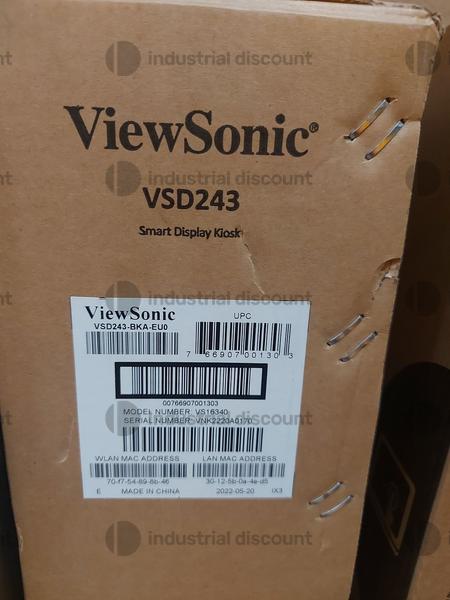 industrial discount
ViewSonic®
VSD243
Smart Display Kiosk
ViewSonic
VSD243-BKA-EU0
UPC
7 66907 00130 3
00766907001303
MODEL NUMBER: VS16340
SERIAL NUMBER: VNK2220A0170
WLAN MAC ADDRESS LAN MAC ADDRESS
70-f7-54-89-8b-46 30-12-5b-0a-4e-d5
E MADE IN CHINA 2022-05-20 IX3
industrial discount
industrial discount
industrial discount
industrial discount